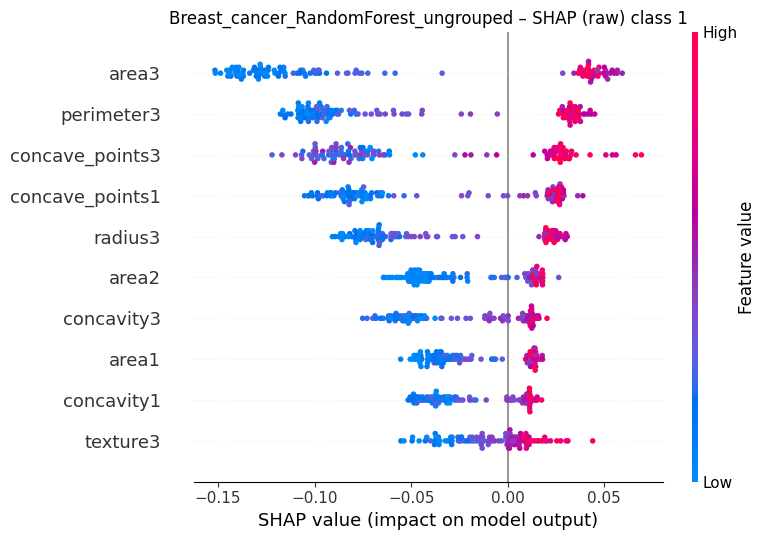 Breast_cancer_RandomForest_ungrouped – SHAP (raw) class 1
High
area3
perimeter3
concave_points3
concave_points1
radius3
area2
concavity3
area1
concavity1
texture3
Feature value
Low
−0.15 −0.10 −0.05 0.00 0.05
SHAP value (impact on model output)